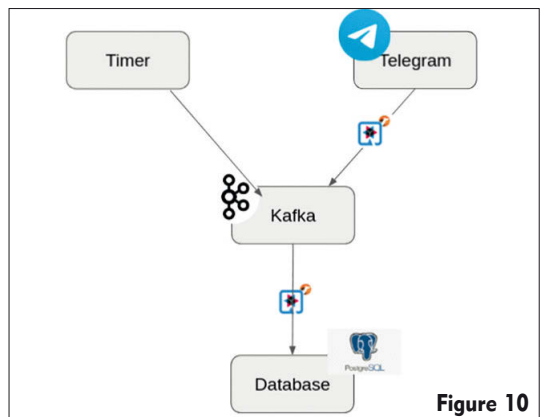 Timer
Telegram
Kafka
PostgreSQL
Database
Figure 10